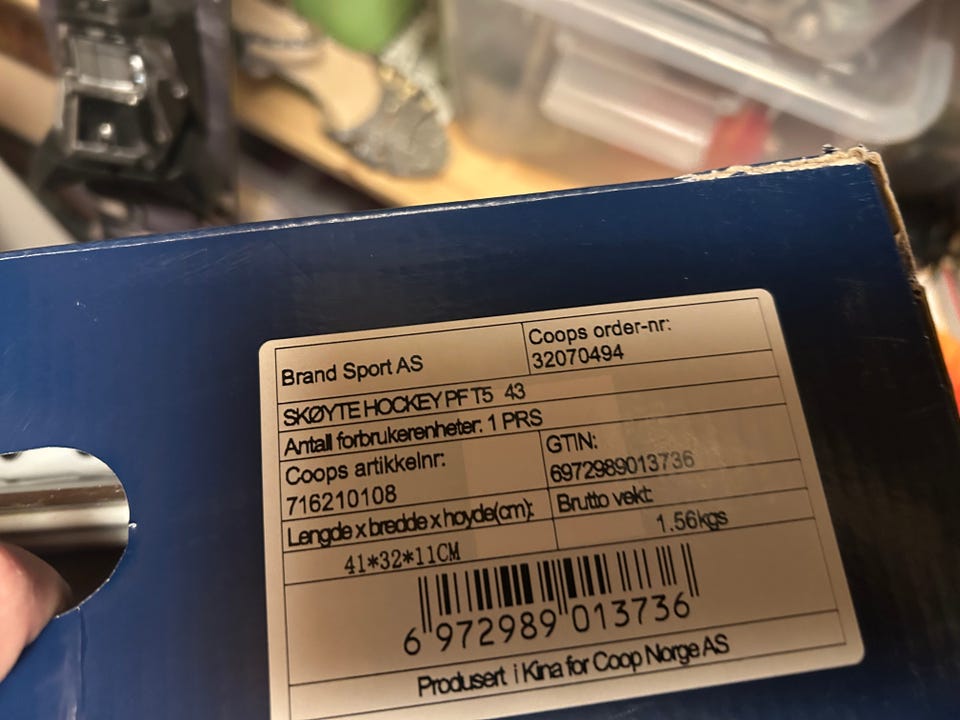 Brand Sport AS
Coops order-nr:
32070494
SKØYTE HOCKEY PF T5 43
Antall forbrukerenheter: 1 PRS
Coops artikkelnr:
716210108
GTIN:
6972989013736
Lengde x bredde x hoyde(cm):
41*32*11CM
Brutto vekt:
1.56kgs
6 972989 013736
Produsert i Kina for Coop Norge AS